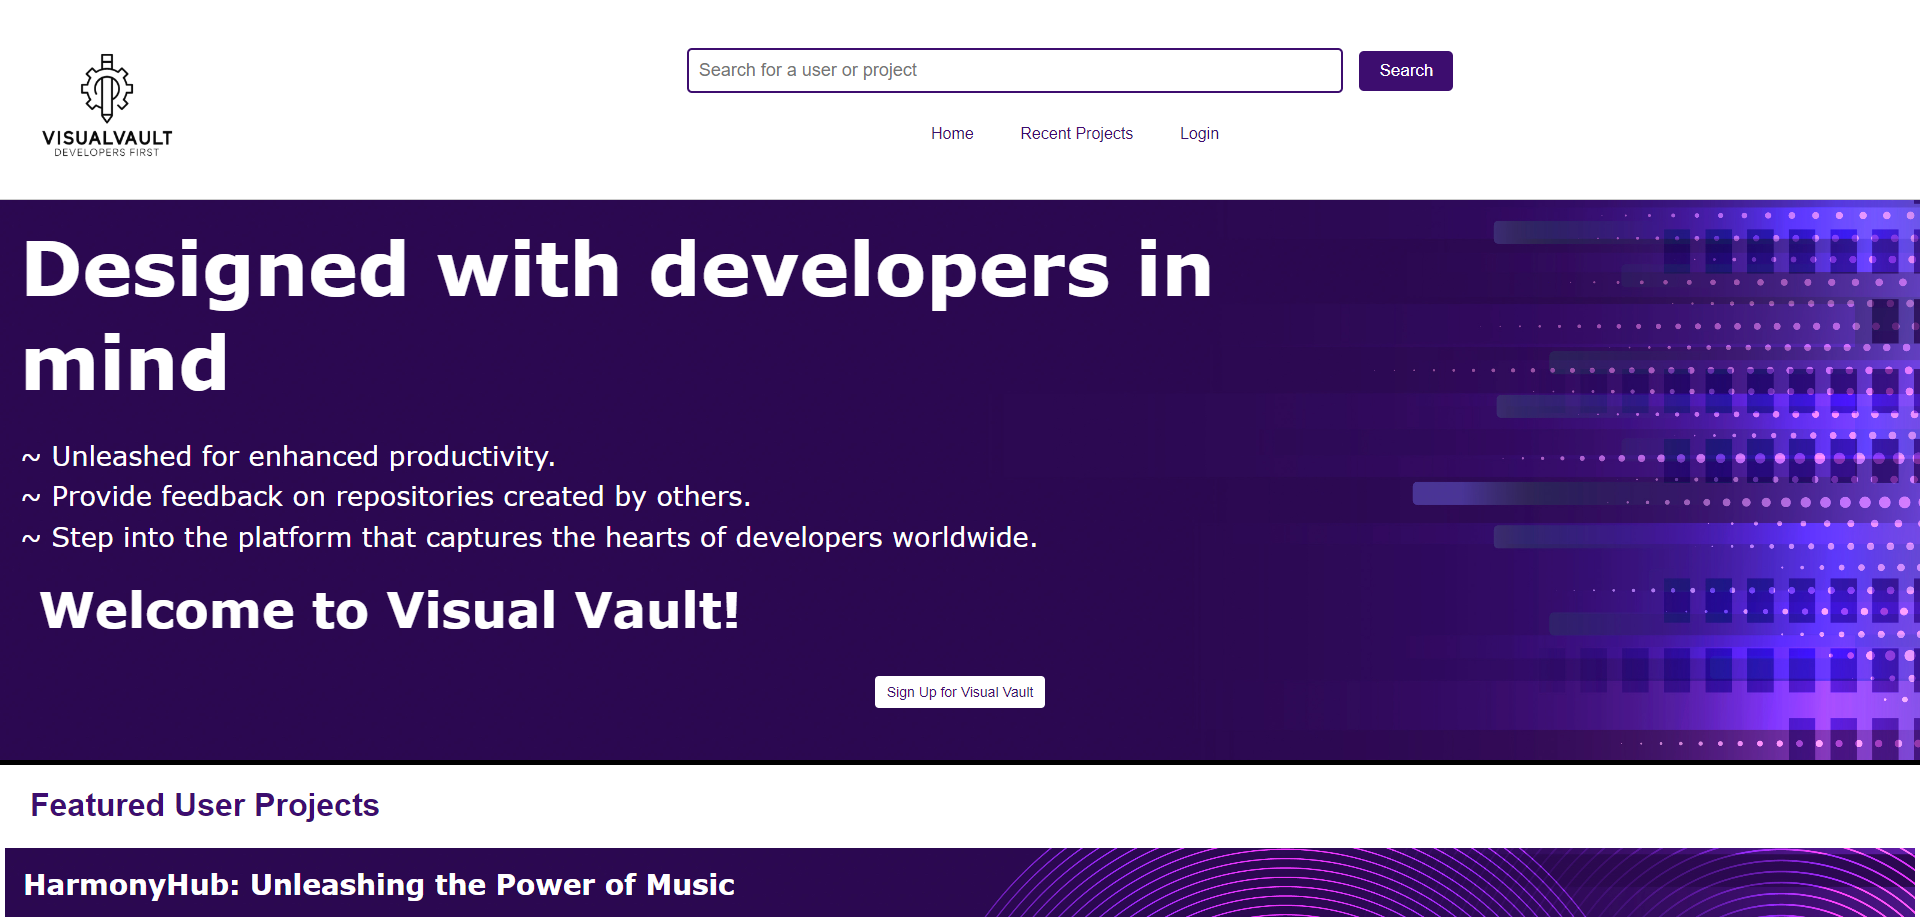 VISUALVAULT
DEVELOPERS FIRST
Search for a user or project
Search
Home
Recent Projects
Login
Designed with developers in
mind
~ Unleashed for enhanced productivity.
~ Provide feedback on repositories created by others.
~ Step into the platform that captures the hearts of developers worldwide.
Welcome to Visual Vault!
Sign Up for Visual Vault
Featured User Projects
HarmonyHub: Unleashing the Power of Music